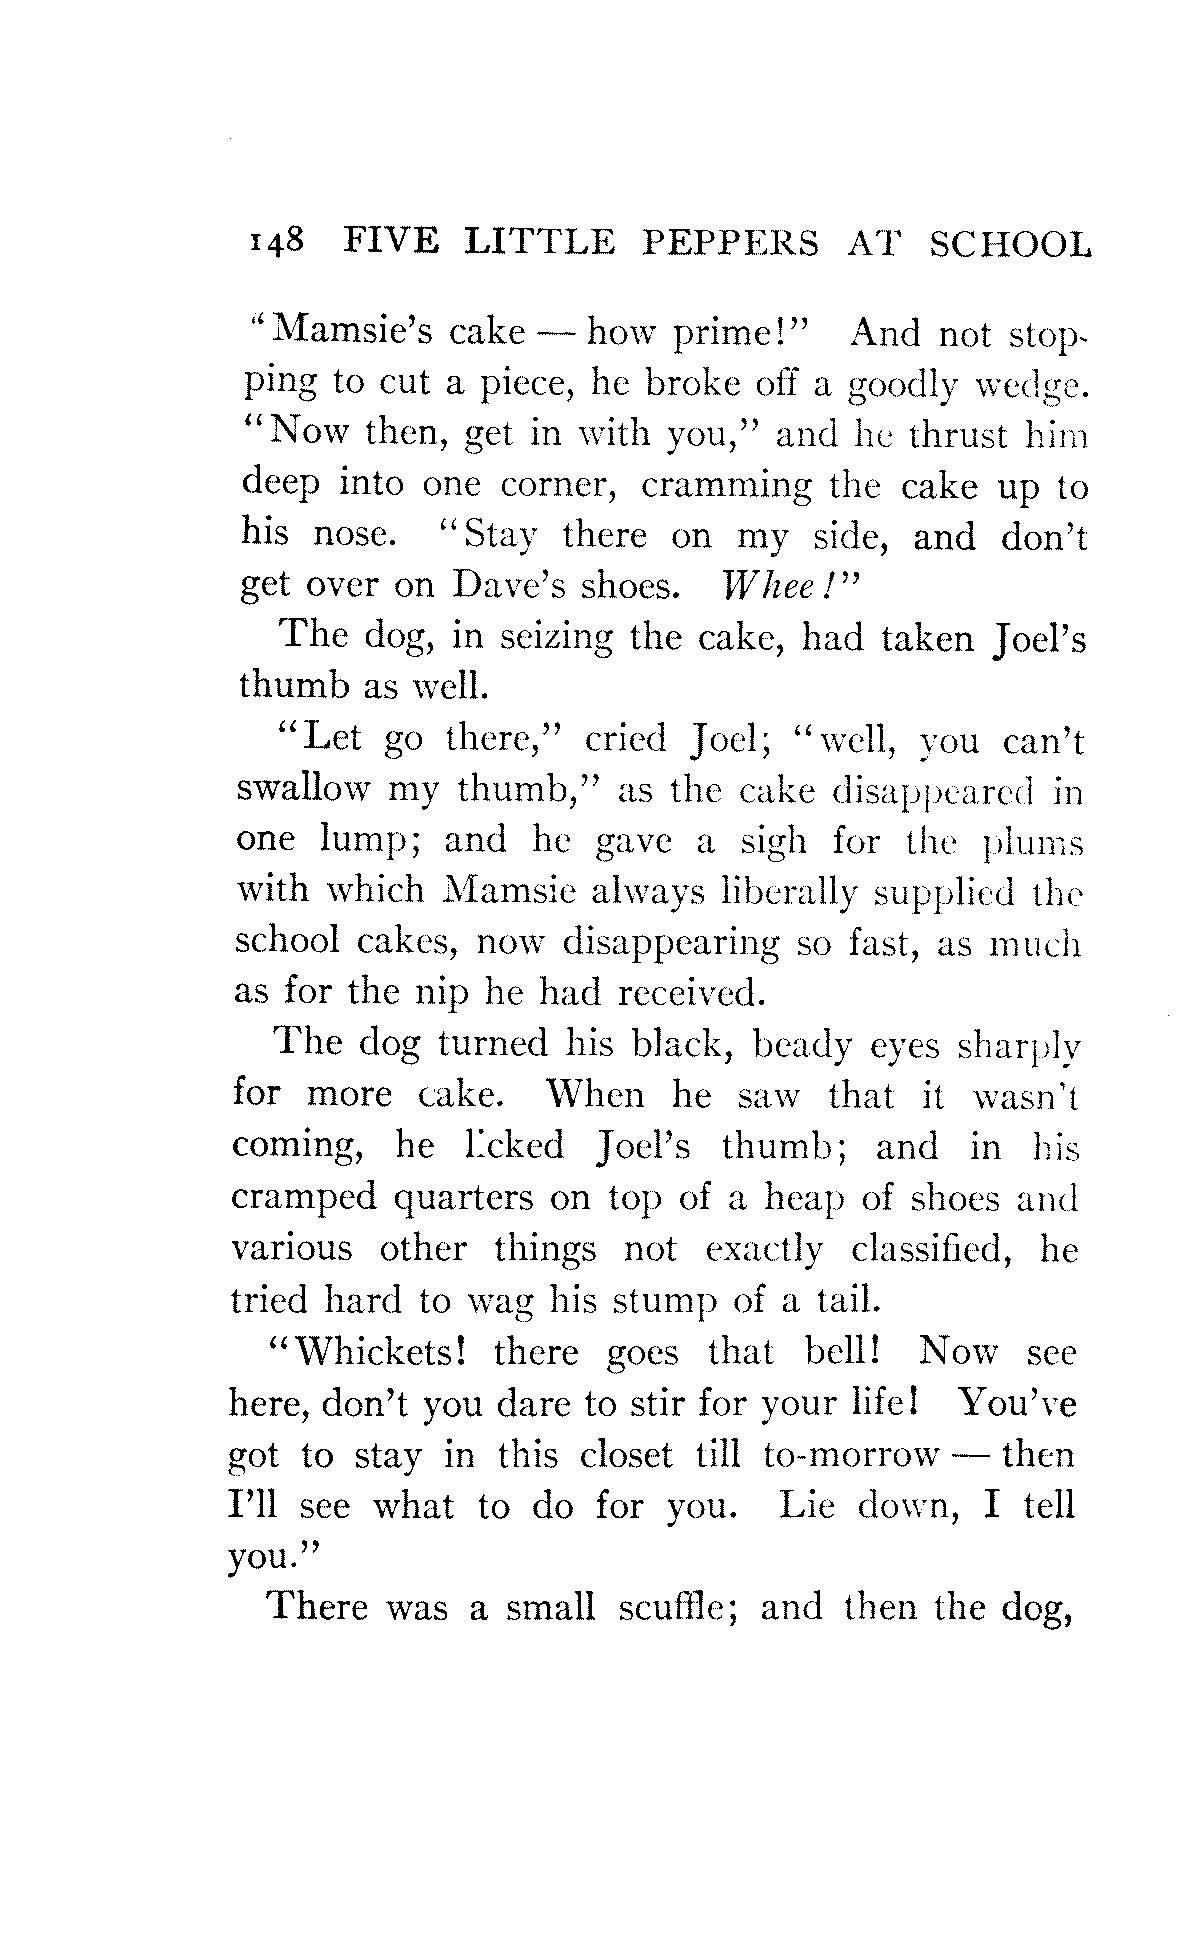 148 FIVE LITTLE PEPPERS AT SCHOOL
"Mamsie's cake — how prime!" And not stop-
ping to cut a piece, he broke off a goodly wedge.
"Now then, get in with you," and he thrust him
deep into one corner, cramming the cake up to
his nose. "Stay there on my side, and don't
get over on Dave's shoes. Whee!"
The dog, in seizing the cake, had taken Joel's
thumb as well.
"Let go there," cried Joel; "well, you can't
swallow my thumb," as the cake disappeared in
one lump; and he gave a sigh for the plums
with which Mamsie always liberally supplied the
school cakes, now disappearing so fast, as much
as for the nip he had received.
The dog turned his black, beady eyes sharply
for more cake. When he saw that it wasn't
coming, he licked Joel's thumb; and in his
cramped quarters on top of a heap of shoes and
various other things not exactly classified, he
tried hard to wag his stump of a tail.
"Whickets! there goes that bell! Now see
here, don't you dare to stir for your life! You've
got to stay in this closet till to-morrow — then
I'll see what to do for you. Lie down, I tell
you."
There was a small scuffle; and then the dog,